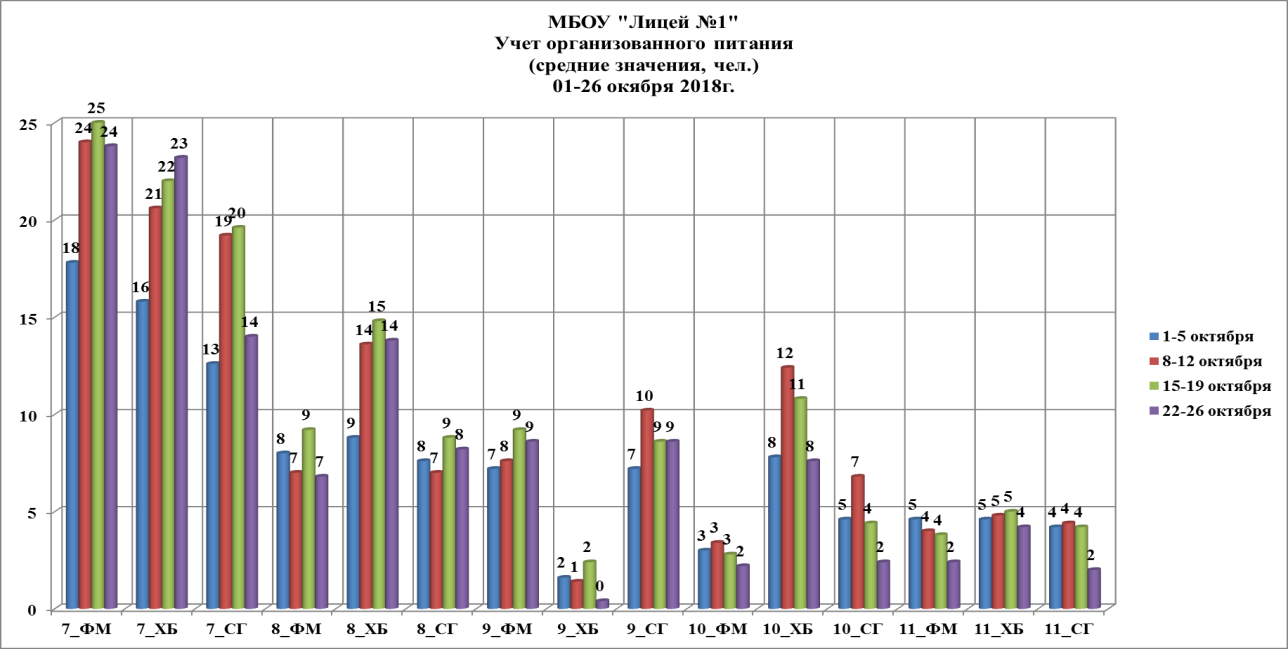 МБОУ "Лицей №1"
Учет организованного питания
(средние значения, чел.)
01-26 окября 2018г.
25
20
15
10
5
0
18 24 25 24
16 21 22 23
13 19 20 14
8 7 9 7
9 14 15 14
8 7 9 8
7 8 9 9
2 1 2 0
7 10 9 9
3 3 3 2
8 12 11 8
5 7 4 2
5 4 4 2
5 5 5 4
4 4 4 2
7_ФМ 7_ХБ 7_СГ 8_ФМ 8_ХБ 8_СГ 9_ФМ 9_ХБ 9_СГ 10_ФМ 10_ХБ 10_СГ 11_ФМ 11_ХБ 11_СГ
1-5 октября
8-12 октября
15-19 октября
22-26 октября